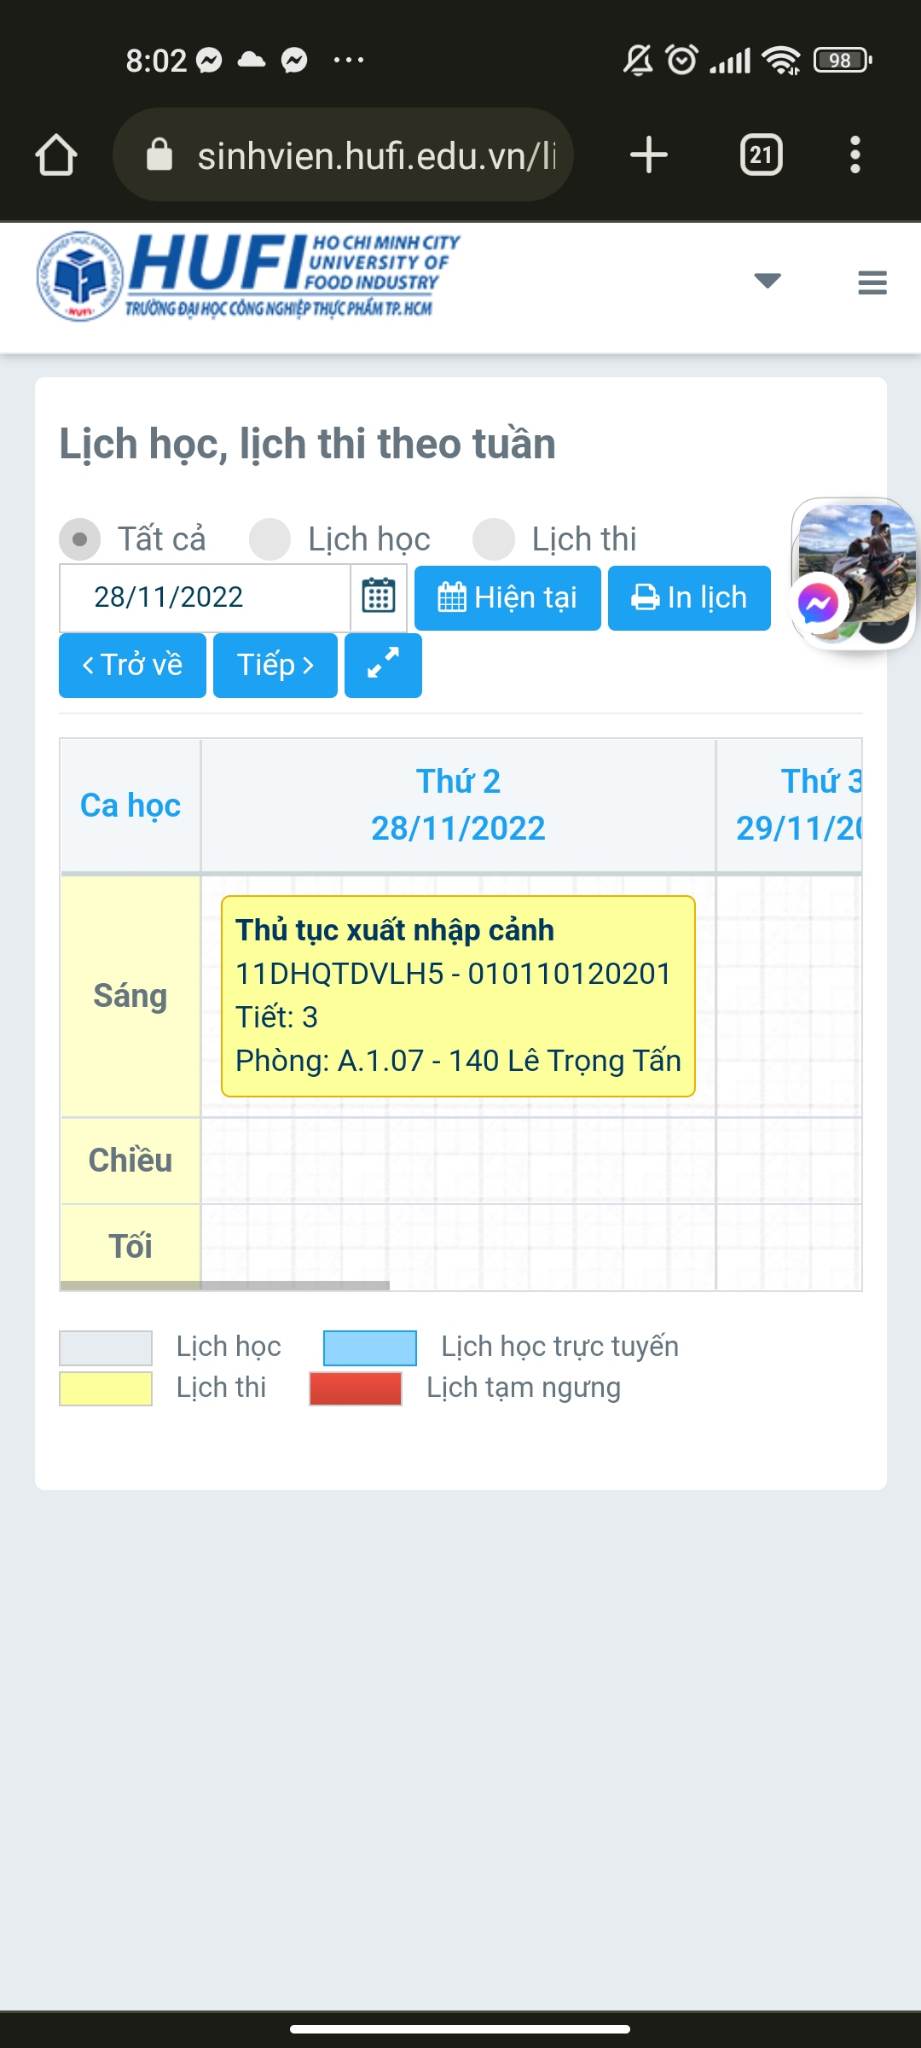 8:02
98
sinhvien.hufi.edu.vn/li
21
HUFI HO CHI MINH CITY
UNIVERSITY OF
FOOD INDUSTRY
TRƯỜNG ĐẠI HỌC CÔNG NGHIỆP THỰC PHẨM TP. HCM
Lịch học, lịch thi theo tuần
Tất cả Lịch học Lịch thi
28/11/2022 Hiện tại In lịch
Trở về Tiếp
Ca học
Thứ 2
28/11/2022
Thứ 3
29/11/20
Sáng
Thủ tục xuất nhập cảnh
11DHQTDVLH5 - 010110120201
Tiết: 3
Phòng: A.1.07 - 140 Lê Trọng Tấn
Chiều
Tối
Lịch học Lịch học trực tuyến
Lịch thi Lịch tạm ngưng